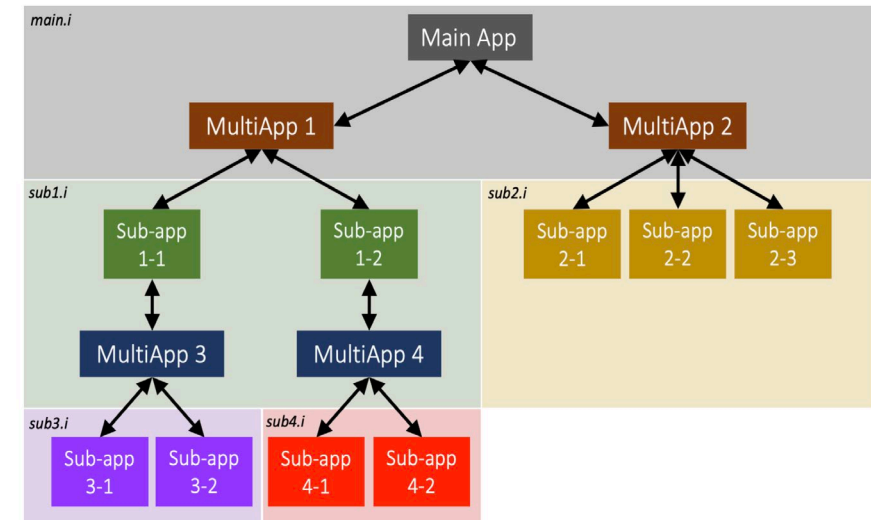 main.i
Main App
MultiApp 1
MultiApp 2
sub1.i
sub2.i
Sub-app
1-1
Sub-app
1-2
Sub-app
2-1
Sub-app
2-2
Sub-app
2-3
MultiApp 3
MultiApp 4
sub3.i
sub4.i
Sub-app
3-1
Sub-app
3-2
Sub-app
4-1
Sub-app
4-2